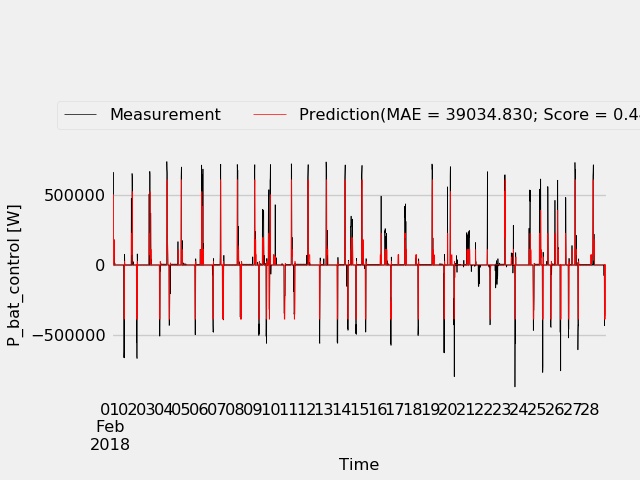 Measurement Prediction(MAE = 39034.830; Score = 0.4
500000
0
−500000
P_bat_control [W]
01020304050607080910111213141516171819202122232425262728
Feb
2018
Time